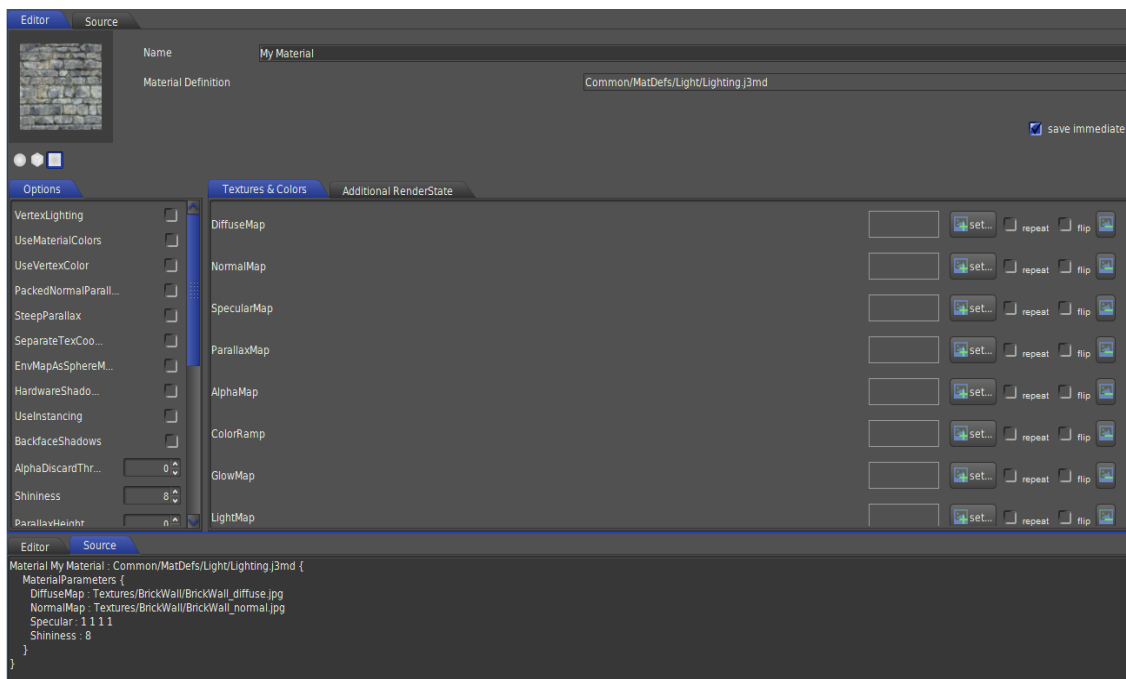 Editor Source
Name My Material
Material Definition Common/MatDefs/Light/Lighting.j3md
save immediate
Options
Textures & Colors Additional RenderState
VertexLighting
UseMaterialColors
UseVertexColor
PackedNormalParall...
SteepParallax
SeparateTexCoo...
EnvMapAsSphereM...
HardwareShado...
UseInstancing
BackfaceShadows
AlphaDiscardThr... 0
Shininess 8
ParallaxHeight 0
DiffuseMap set... repeat flip
NormalMap set... repeat flip
SpecularMap set... repeat flip
ParallaxMap set... repeat flip
AlphaMap set... repeat flip
ColorRamp set... repeat flip
GlowMap set... repeat flip
LightMap set... repeat flip
Editor Source
Material My Material : Common/MatDefs/Light/Lighting.j3md {
MaterialParameters {
DiffuseMap : Textures/BrickWall/BrickWall_diffuse.jpg
NormalMap : Textures/BrickWall/BrickWall_normal.jpg
Specular : 1 1 1 1
Shininess : 8
}
}